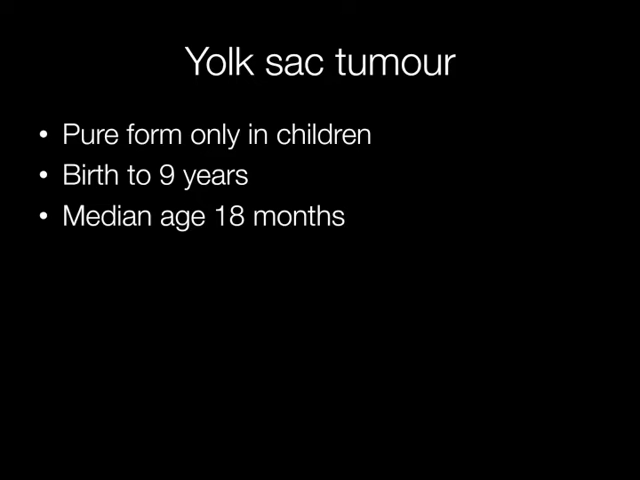 Yolk sac tumour
• Pure form only in children
• Birth to 9 years
• Median age 18 months